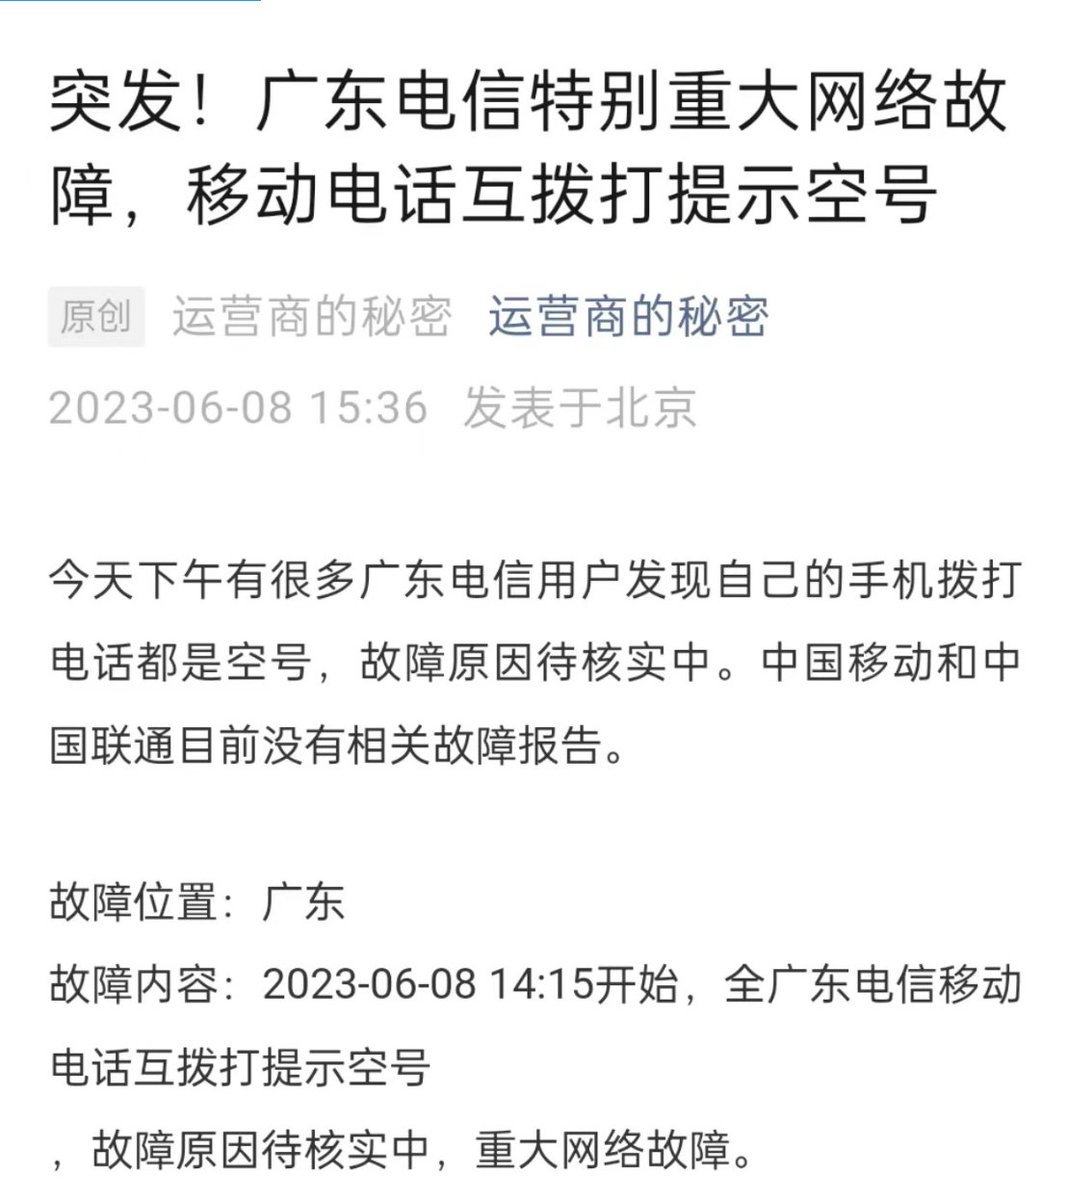 突发！广东电信特别重大网络故
障，移动电话互拨打提示空号
原创 运营商的秘密 运营商的秘密
2023-06-08 15:36 发表于北京
今天下午有很多广东电信用户发现自己的手机拨打
电话都是空号，故障原因待核实中。中国移动和中
国联通目前没有相关故障报告。
故障位置：广东
故障内容：2023-06-08 14:15开始，全广东电信移动
电话互拨打提示空号
，故障原因待核实中，重大网络故障。